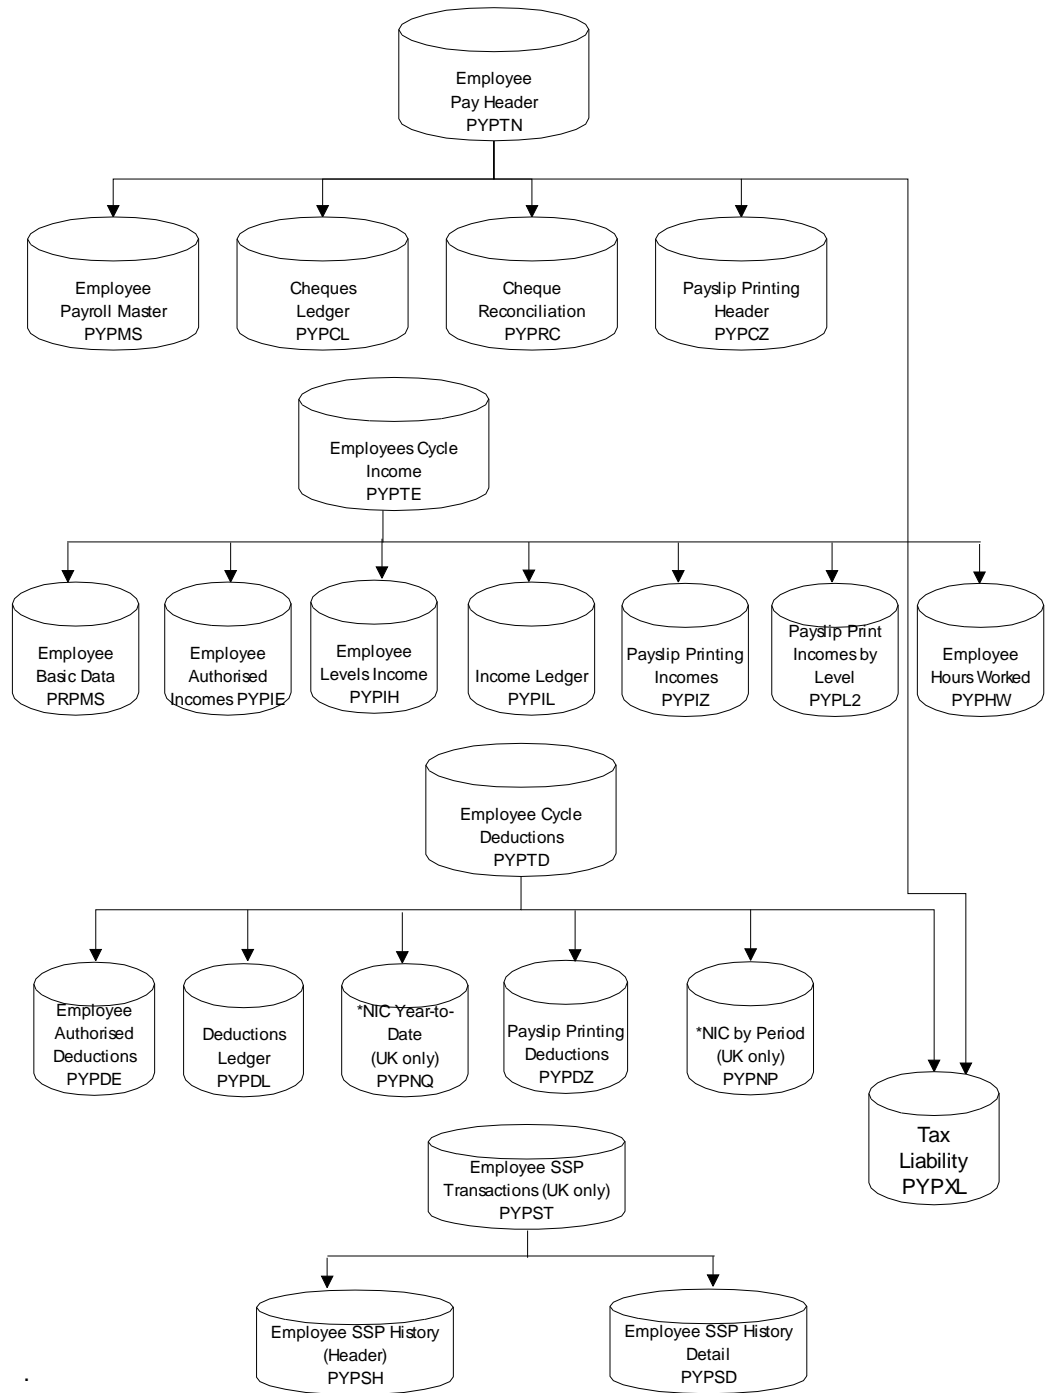 Employee
Pay Header
PYPTN
Employee
Payroll Master
PYPMS
Cheques
Ledger
PYPCL
Cheque
Reconciliation
PYPRC
Payslip Printing
Header
PYPCZ
Employees Cycle
Income
PYPTE
Employee
Basic Data
PRPMS
Employee
Authorised
Incomes PYPIE
Employee
Levels Income
PYPIH
Income Ledger
PYPIL
Payslip Printing
Incomes
PYPIZ
Payslip Print
Incomes by
Level
PYPL2
Employee
Hours Worked
PYPHW
Employee Cycle
Deductions
PYPTD
Employee
Authorised
Deductions
PYPDE
Deductions
Ledger
PYPDL
*NIC Year-to-
Date
(UK only)
PYPNQ
Payslip Printing
Deductions
PYPDZ
*NIC by Period
(UK only)
PYPNP
Tax
Liability
PYPXL
Employee SSP
Transactions (UK only)
PYPST
Employee SSP History
(Header)
PYPSH
Employee SSP History
Detail
PYPSD
.